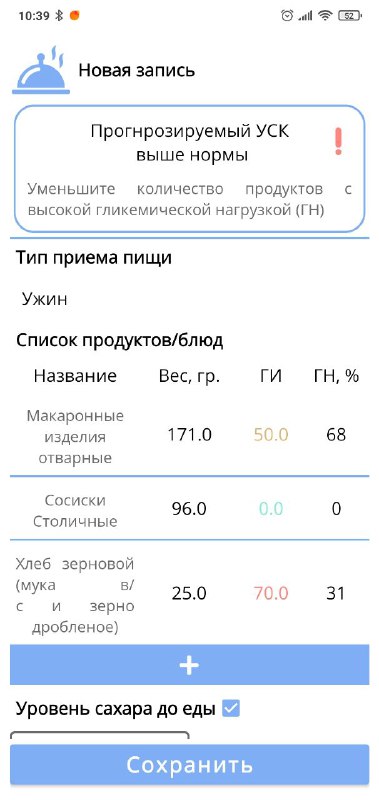 10:39 52
Новая запись
Прогнрозируемый УСК
выше нормы
Уменьшите количество продуктов с
высокой гликемической нагрузкой (ГН)
Тип приема пищи
Ужин
Список продуктов/блюд
Название Вес, гр. ГИ ГН, %
Макаронные
изделия
отварные
171.0 50.0 68
Сосиски
Столичные
96.0 0.0 0
Хлеб зерновой
(мука в/
с и зерно
дробленое)
25.0 70.0 31
+
Уровень сахара до еды
Сохранить